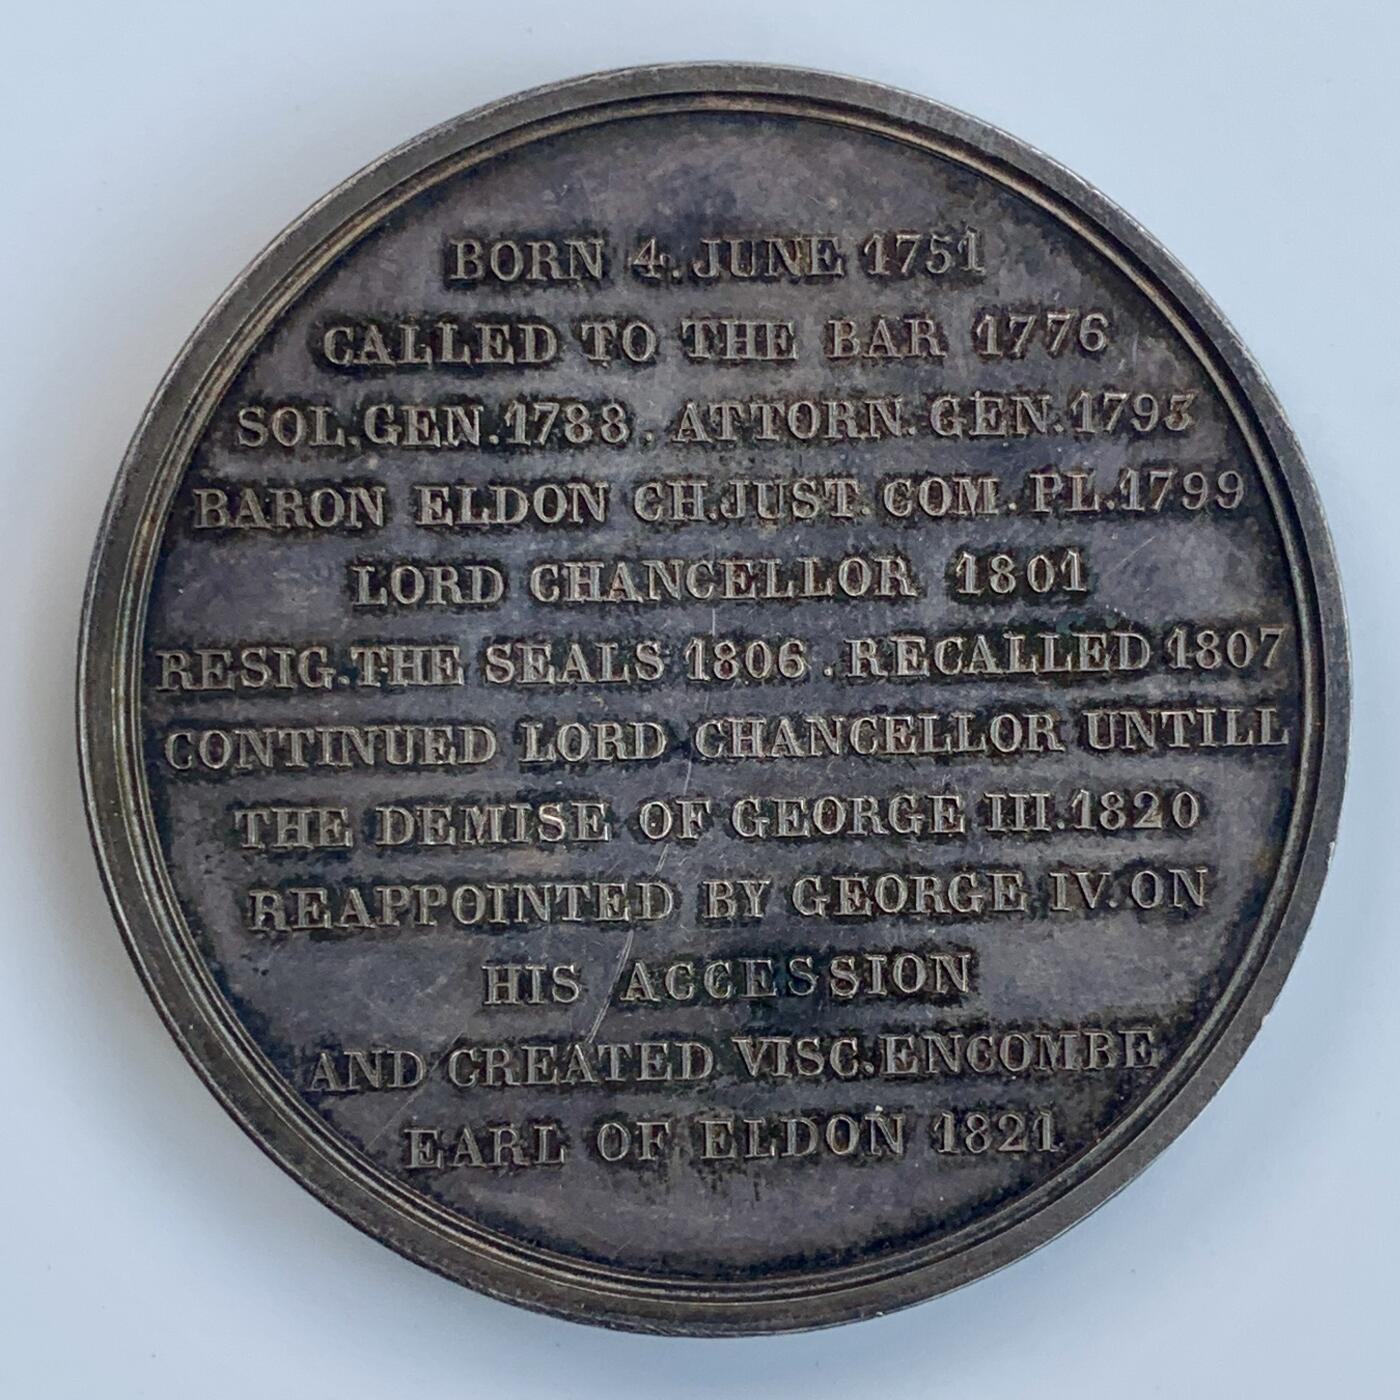 BORN 4. JUNE 1751
CALLED TO THE BAR 1776
SOL.GEN.1788. ATTORN.GEN.1793
BARON ELDON CH.JUST.COM.PL.1799
LORD CHANCELLOR 1801
RESIG.THE SEALS 1806.RECALLED 1807
CONTINUED LORD CHANCELLOR UNTILL
THE DEMISE OF GEORGE III.1820
REAPPOINTED BY GEORGE IV.ON
HIS ACCESSION
AND CREATED VISC.ENCOMBE
EARL OF ELDON 1821